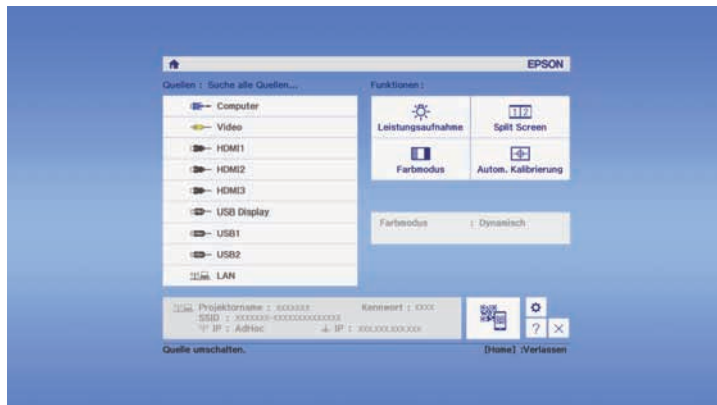 EPSON
Quellen : Suche alle Quellen...
Funktionen :
Computer
Video
HDMI1
HDMI2
HDMI3
USB Display
USB1
USB2
LAN
Leistungsaufnahme
1 2
Split Screen
Farbmodus
Autom. Kalibrierung
Farbmodus : Dynamisch
Projektorname : xxxxxxx Kennwort : xxxx
SSID :
IP : AdHoc IP : xxx.xxx.xxx.xxx
?
Quelle umschalten.
[Home] :Verlassen